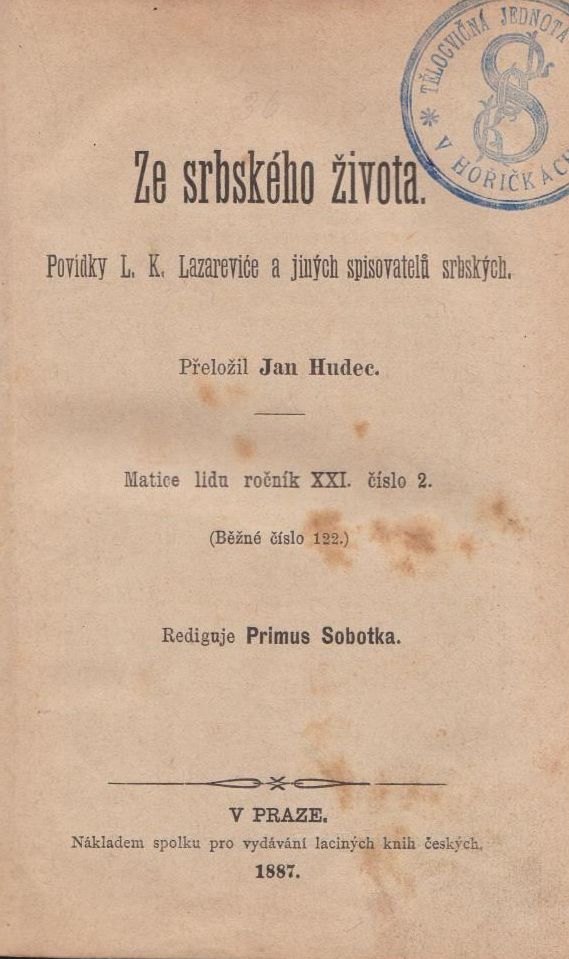 TĚLOCVIČNÁ JEDNOTA
V HOŘIČKÁCH
Ze srbského života.
Povídky L. K. Lazareviće a jiných spisovatelů srbských.
Přeložil Jan Hudec.
Matice lidu ročník XXI. číslo 2.
(Běžné číslo 122.)
Rediguje Primus Sobotka.
V PRAZE.
Nákladem spolku pro vydávání laciných knih českých.
1887.